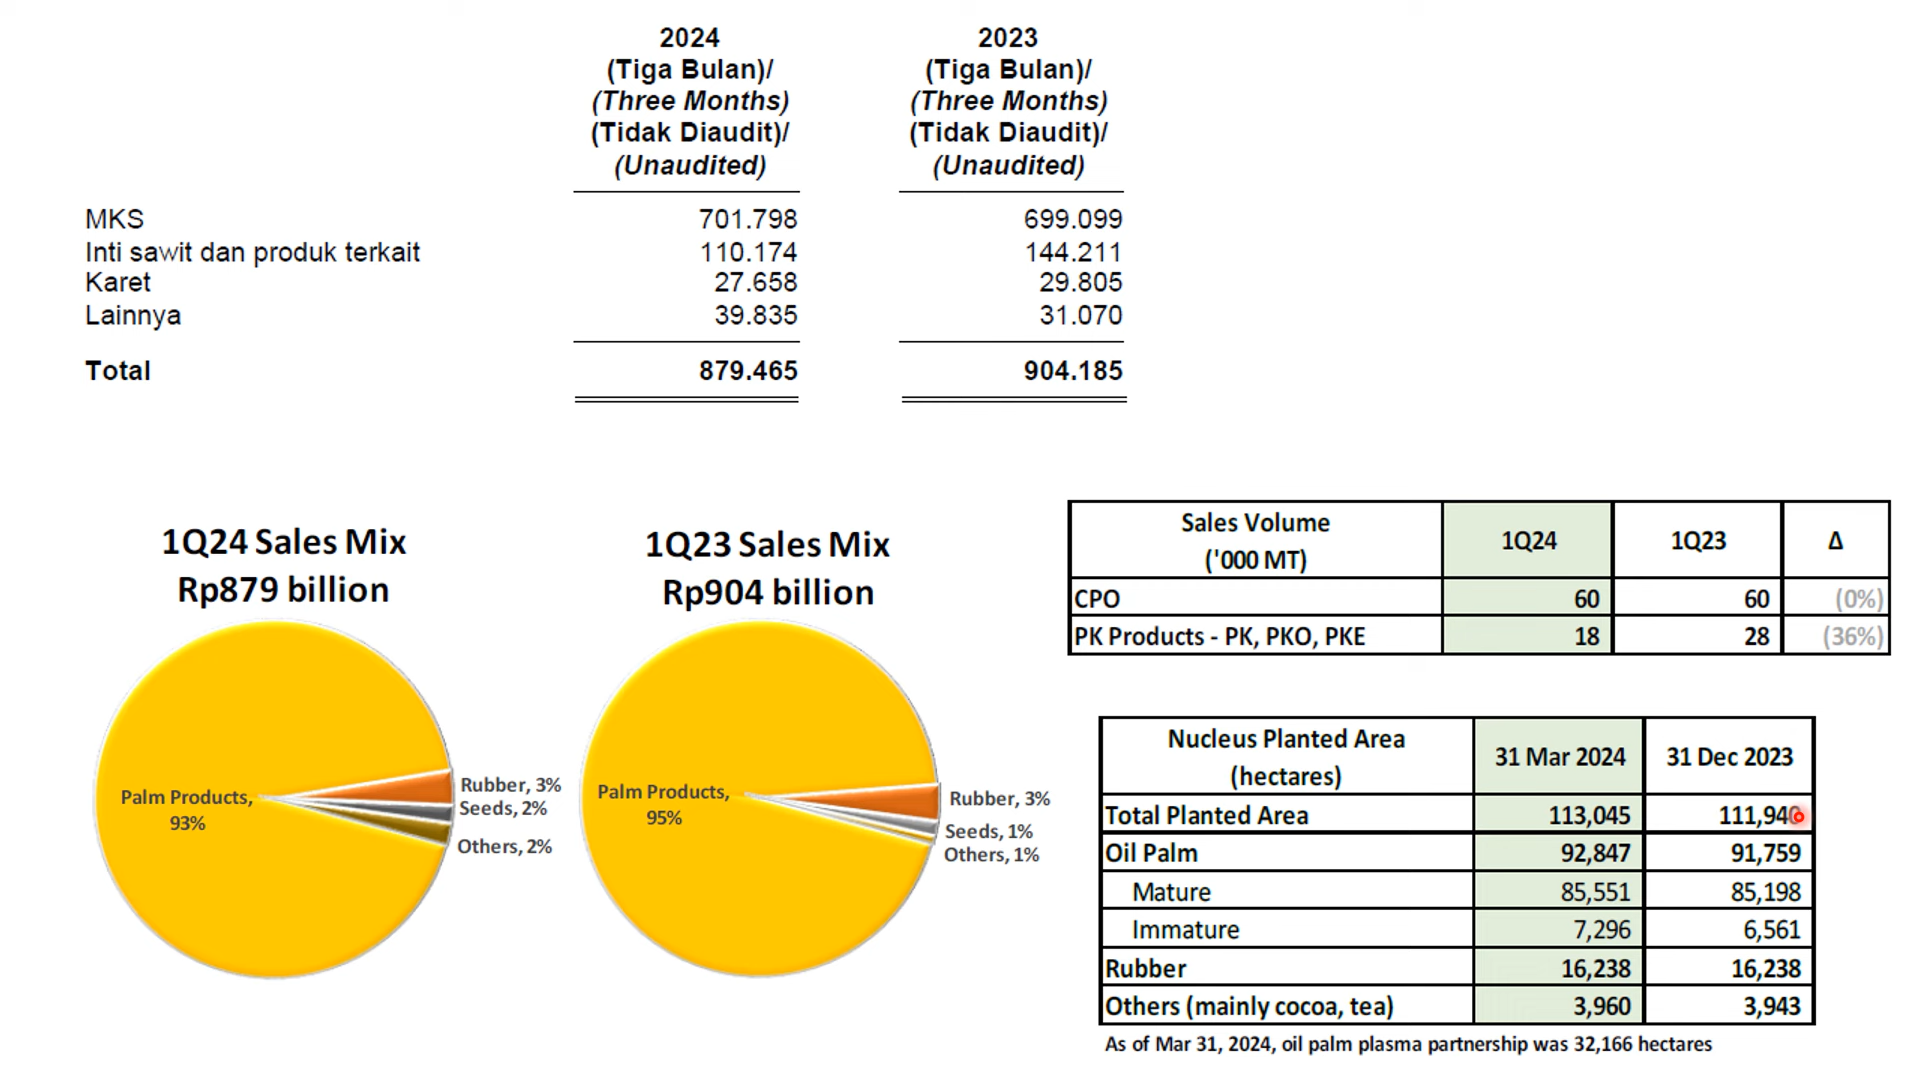 2024 2023
(Tiga Bulan)/ (Tiga Bulan)/
(Three Months) (Three Months)
(Tidak Diaudit)/ (Tidak Diaudit)/
(Unaudited) (Unaudited)
MKS 701.798 699.099
Inti sawit dan produk terkait 110.174 144.211
Karet 27.658 29.805
Lainnya 39.835 31.070
Total 879.465 904.185
1Q24 Sales Mix
Rp879 billion
Palm Products,
93%
Rubber, 3%
Seeds, 2%
Others, 2%
1Q23 Sales Mix
Rp904 billion
Palm Products,
95%
Rubber, 3%
Seeds, 1%
Others, 1%
Sales Volume
('000 MT) 1Q24 1Q23 Δ
CPO 60 60 (0%)
PK Products - PK, PKO, PKE 18 28 (36%)
Nucleus Planted Area
(hectares) 31 Mar 2024 31 Dec 2023
Total Planted Area 113,045 111,940
Oil Palm 92,847 91,759
Mature 85,551 85,198
Immature 7,296 6,561
Rubber 16,238 16,238
Others (mainly cocoa, tea) 3,960 3,943
As of Mar 31, 2024, oil palm plasma partnership was 32,166 hectares